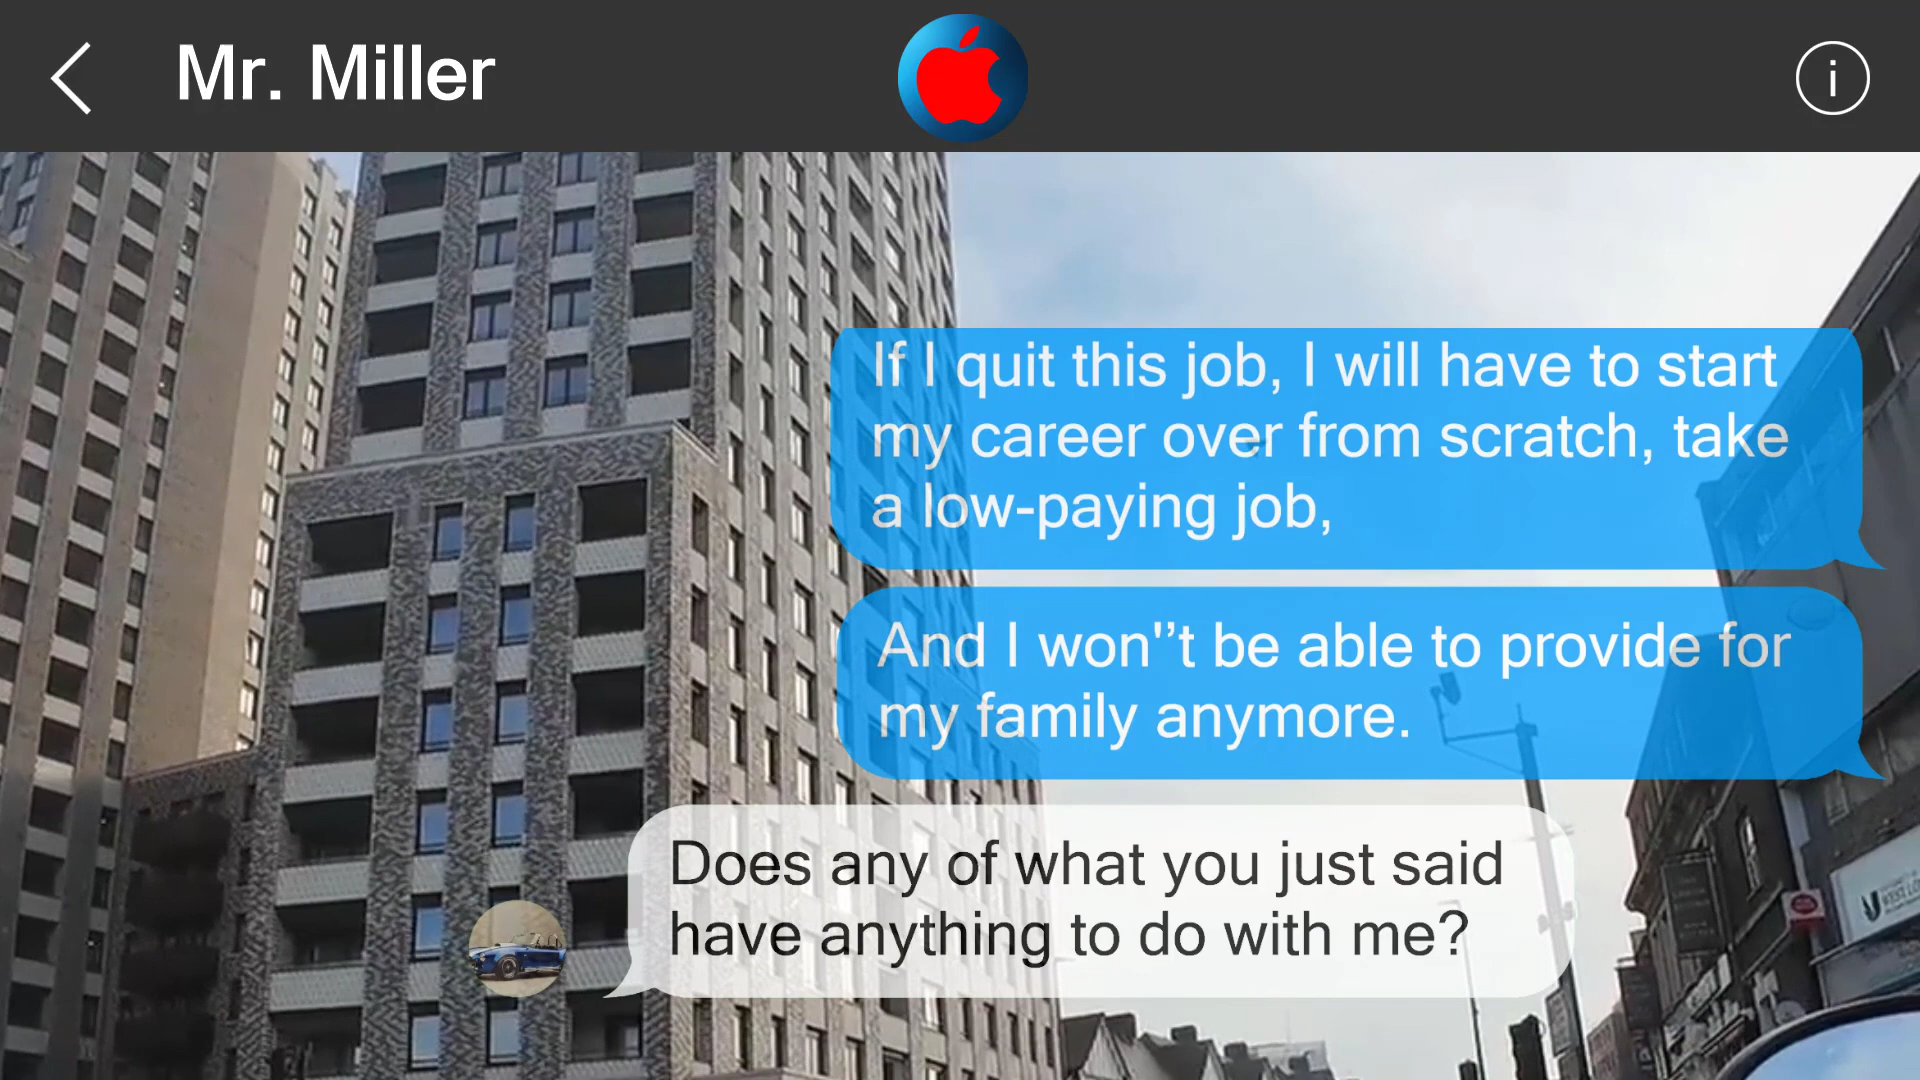 Mr. Miller
i
If I quit this job, I will have to start
my career over from scratch, take
a low-paying job,
And I won'’t be able to provide for
my family anymore.
Does any of what you just said
have anything to do with me?